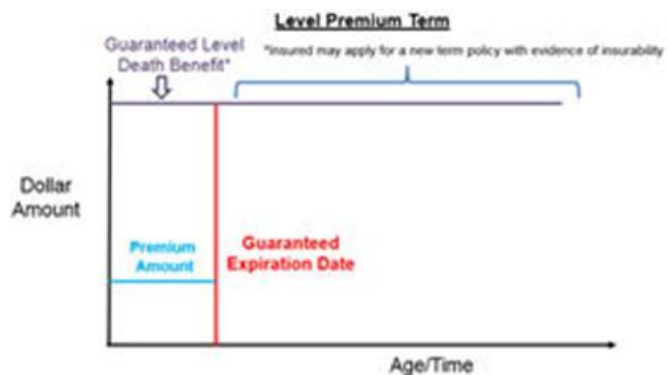 Level Premium Term
Guaranteed Level
Death Benefit*
*Insured may apply for a new term policy with evidence of insurability
Dollar
Amount
Premium
Amount
Guaranteed
Expiration Date
Age/Time